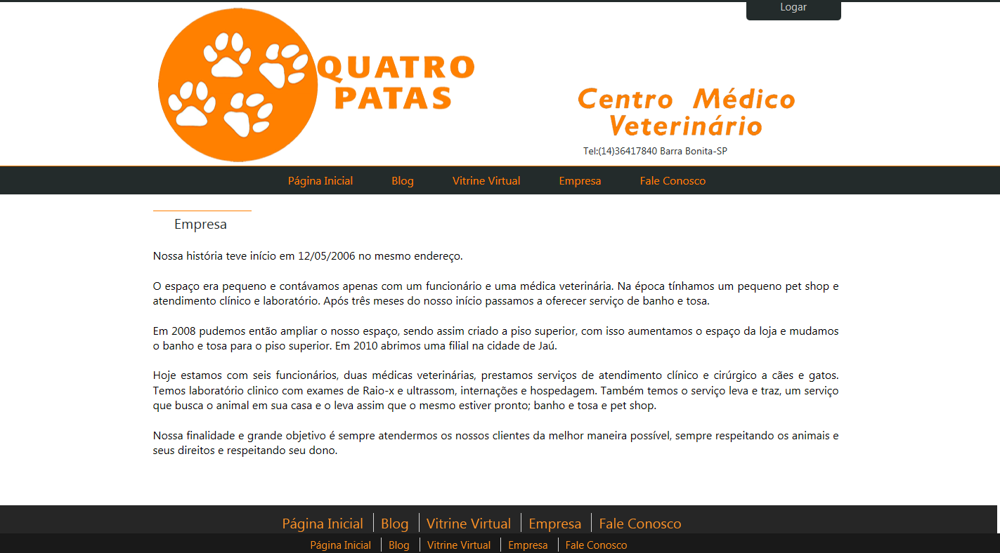 Logar
QUATRO
PATAS
Centro Médico
Veterinário
Tel:(14)36417840 Barra Bonita-SP
Página Inicial Blog Vitrine Virtual Empresa Fale Conosco
Empresa
Nossa história teve início em 12/05/2006 no mesmo endereço.
O espaço era pequeno e contávamos apenas com um funcionário e uma médica veterinária. Na época tínhamos um pequeno pet shop e
atendimento clínico e laboratório. Após três meses do nosso início passamos a oferecer serviço de banho e tosa.
Em 2008 pudemos então ampliar o nosso espaço, sendo assim criado a piso superior, com isso aumentamos o espaço da loja e mudamos
o banho e tosa para o piso superior. Em 2010 abrimos uma filial na cidade de Jaú.
Hoje estamos com seis funcionários, duas médicas veterinárias, prestamos serviços de atendimento clínico e cirúrgico a cães e gatos.
Temos laboratório clinico com exames de Raio-x e ultrassom, internações e hospedagem. Também temos o serviço leva e traz, um serviço
que busca o animal em sua casa e o leva assim que o mesmo estiver pronto; banho e tosa e pet shop.
Nossa finalidade e grande objetivo é sempre atendermos os nossos clientes da melhor maneira possível, sempre respeitando os animais e
seus direitos e respeitando seu dono.
Página Inicial Blog Vitrine Virtual Empresa Fale Conosco
Página Inicial Blog Vitrine Virtual Empresa Fale Conosco